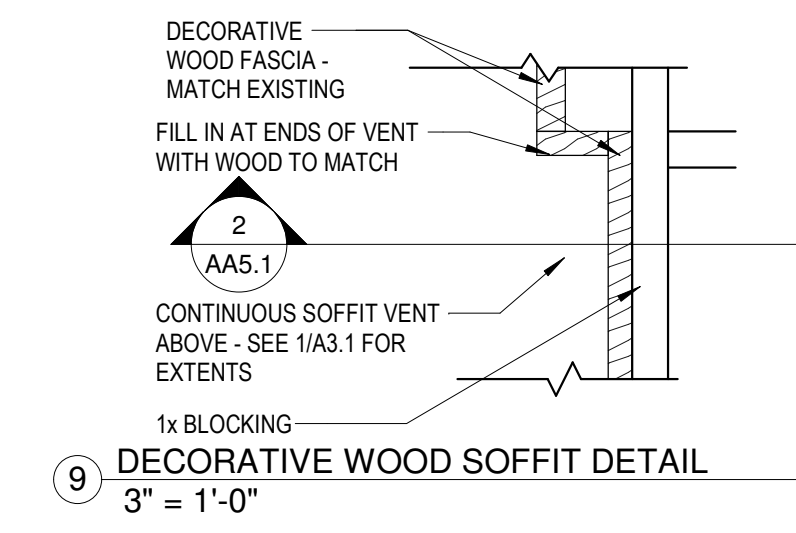 DECORATIVE
WOOD FASCIA -
MATCH EXISTING
FILL IN AT ENDS OF VENT
WITH WOOD TO MATCH
2
AA5.1
CONTINUOUS SOFFIT VENT
ABOVE - SEE 1/A3.1 FOR
EXTENTS
1x BLOCKING
9
DECORATIVE WOOD SOFFIT DETAIL
3" = 1'-0"